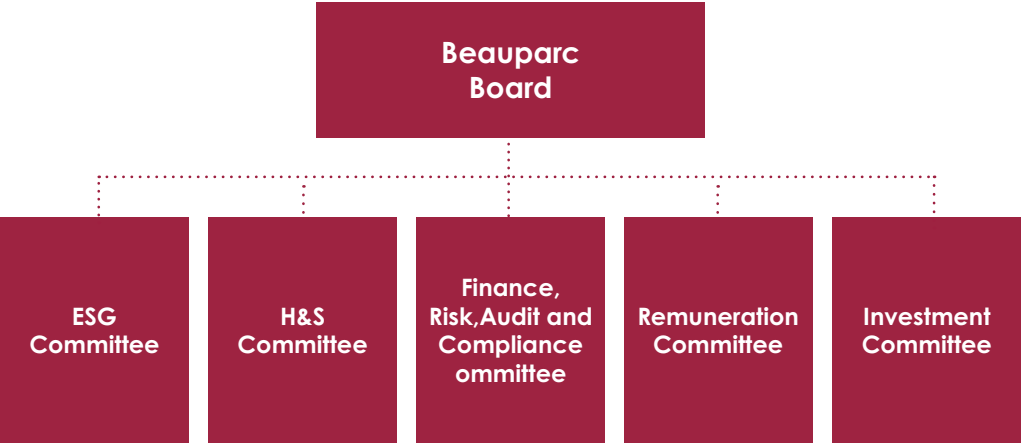 Beauparc
Board
ESG
Committee
H&S
Committee
Finance,
Risk,Audit and
Compliance
ommittee
Remuneration
Committee
Investment
Committee